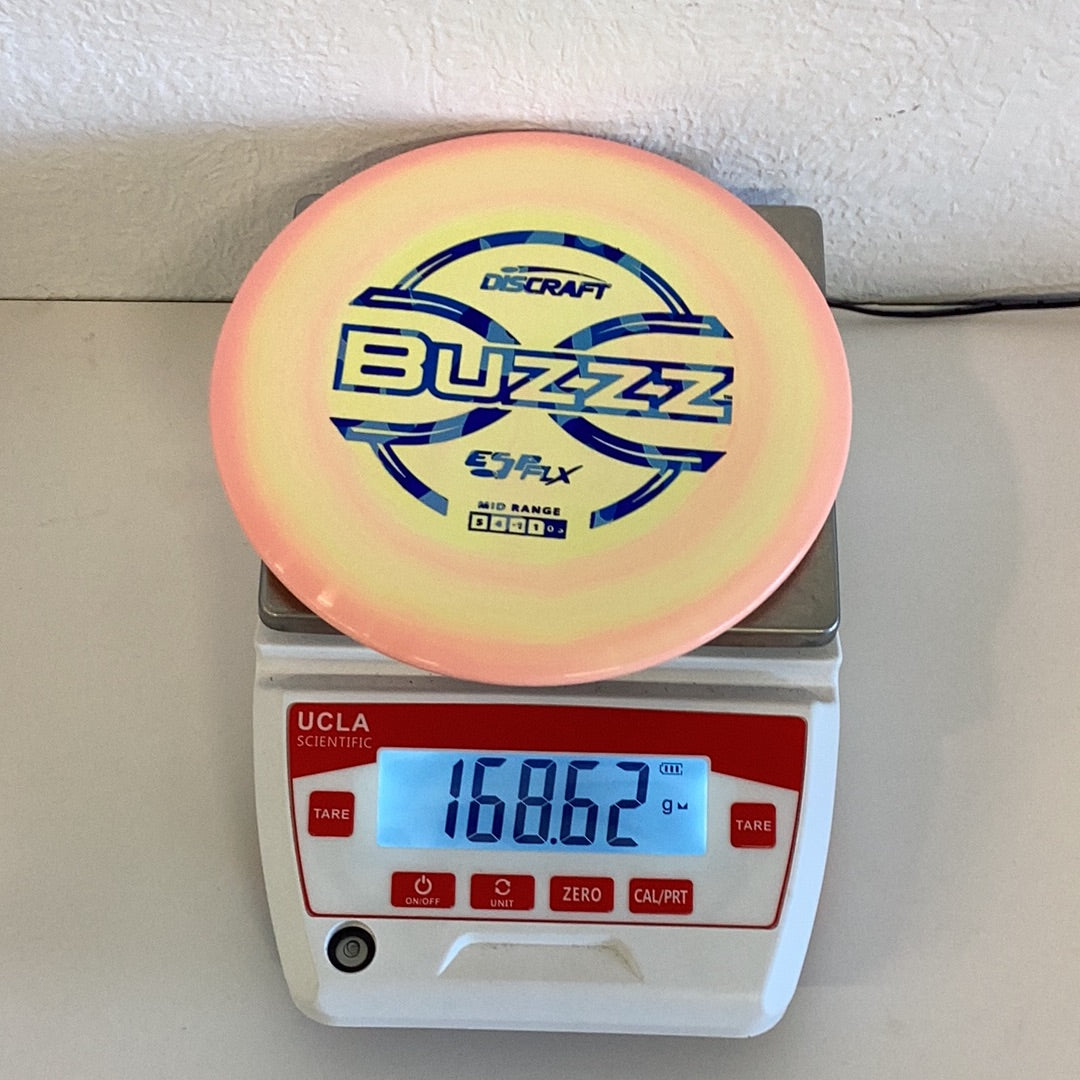 DISCRAFT
BUZZZ™
ESP FLX
MID RANGE
5 4 -1 1
UCLA
SCIENTIFIC
168.62
g
TARE
TARE
ON/OFF
UNIT
ZERO
CAL/PRT